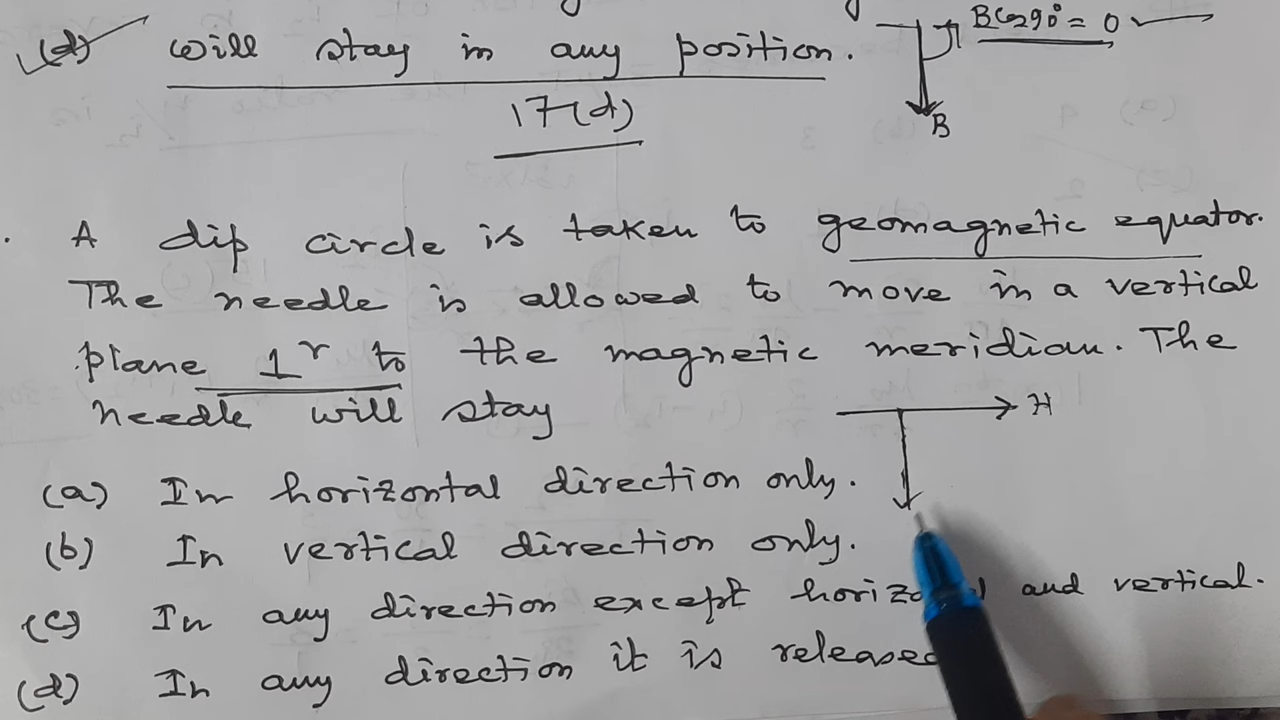 (d) will stay in any position.
B cos 90° = 0
B
17(d)
. A dip circle is taken to geomagnetic equator.
The needle is allowed to move in a vertical
plane 1r to the magnetic meridian. The
needle will stay
H
(a) In horizontal direction only.
(b) In vertical direction only.
(c) In any direction except and vertical.
(d) In any direction it is released